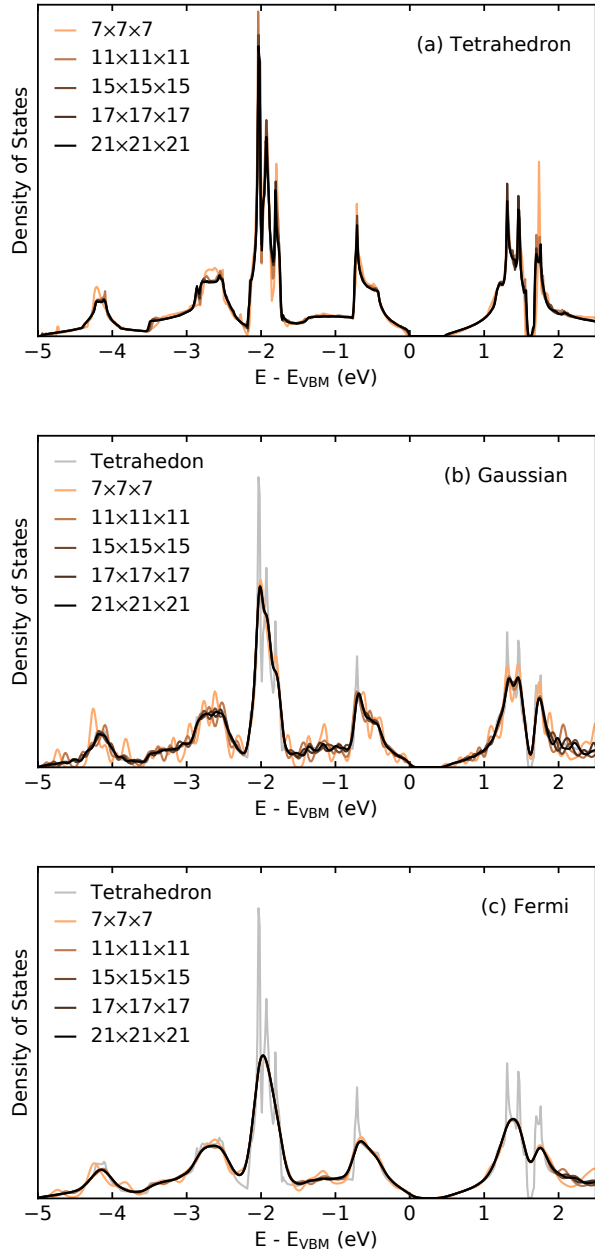 (a) Tetrahedron
7×7×7
11×11×11
15×15×15
17×17×17
21×21×21
Density of States
−5 −4 −3 −2 −1 0 1 2
E - EVBM (eV)
(b) Gaussian
Tetrahedon
7×7×7
11×11×11
15×15×15
17×17×17
21×21×21
Density of States
−5 −4 −3 −2 −1 0 1 2
E - EVBM (eV)
(c) Fermi
Tetrahedron
7×7×7
11×11×11
15×15×15
17×17×17
21×21×21
Density of States
−5 −4 −3 −2 −1 0 1 2
E - EVBM (eV)